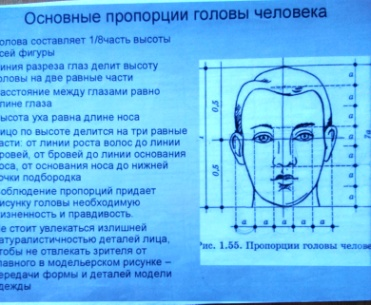 Основные пропорции головы человека
олова составляет 1/8часть высоты
сей фигуры
иния разреза глаз делит высоту
оловы на две равные части
асстояние между глазами равно
лине глаза
ысота уха равна длине носа
ицо по высоте делится на три равные
асти: от линии роста волос до линии
ровей, от бровей до линии основания
оса, от основания носа до нижней
очки подбородка
облюдение пропорций придает
исунку головы необходимую
изненность и правдивость.
е стоит увлекаться излишней
атуралистичностью деталей лица,
тобы не отвлекать зрителя от
лавного в модельерском рисунке –
ередачи формы и деталей модели
дежды
0,5
0,5
а
а
а
а
а
а
а
а
7а
ис. 1.55. Пропорции головы челове